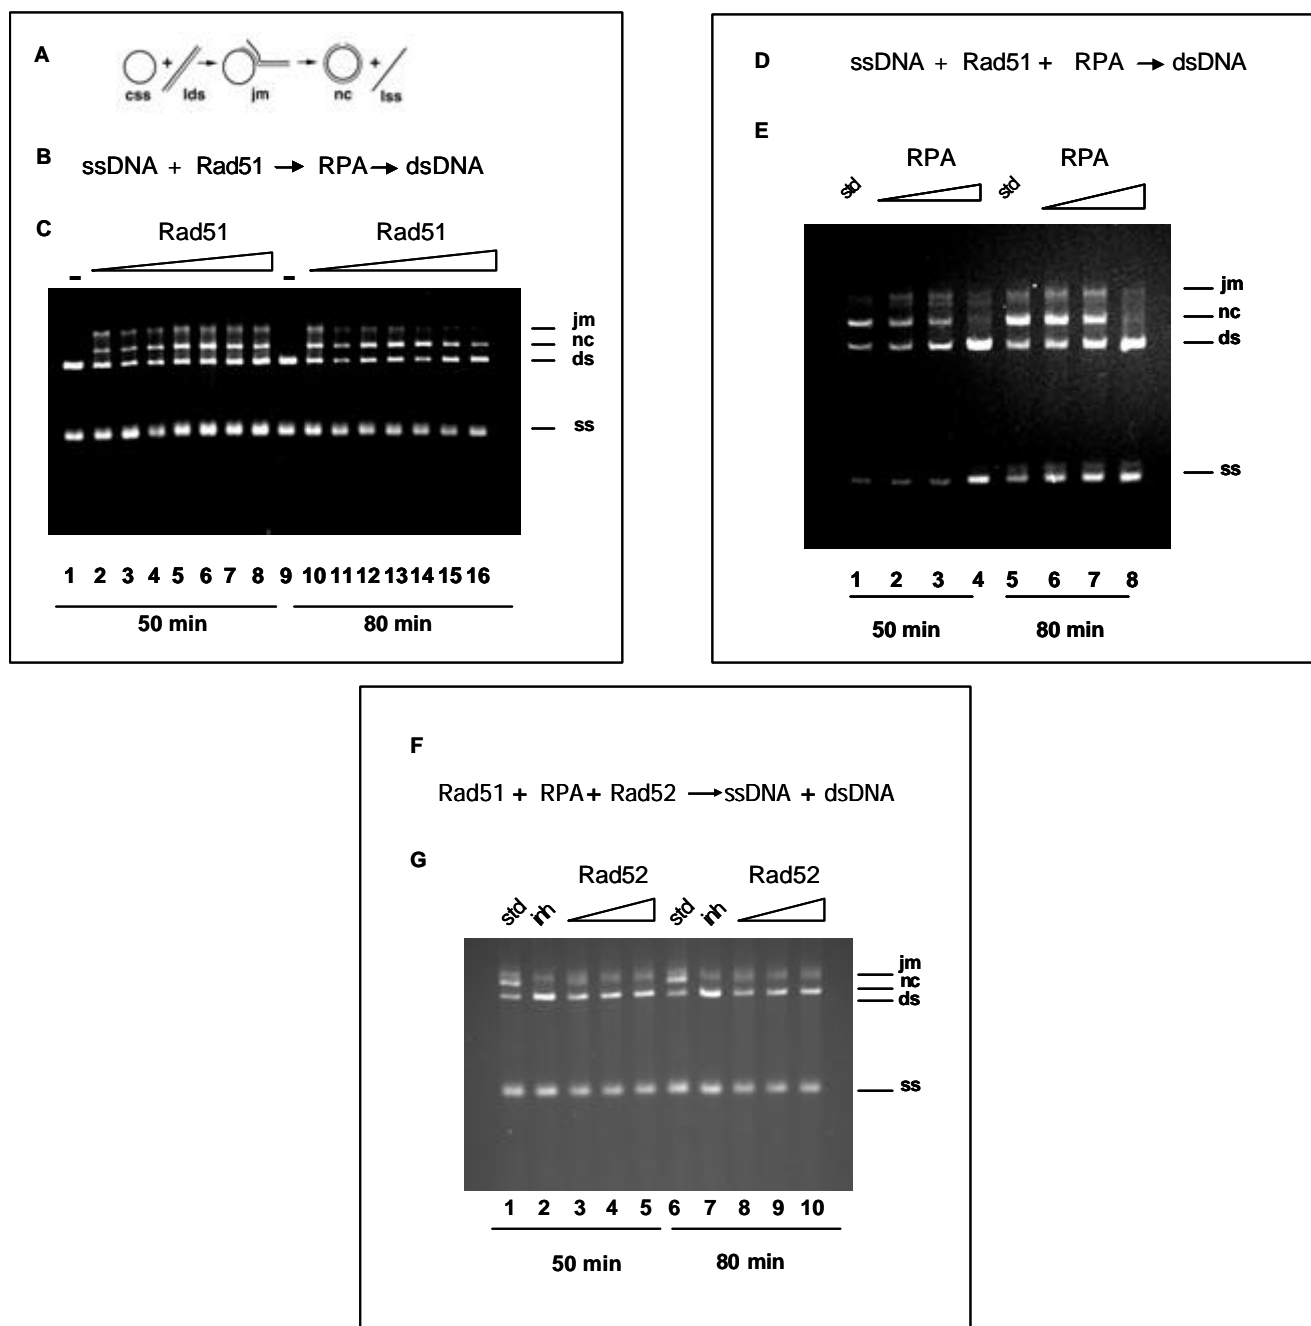 A
css + lds jm nc + lss
B
ssDNA + Rad51 → RPA → dsDNA
C
Rad51 Rad51
– –
jm
nc
ds
ss
1 2 3 4 5 6 7 8 9 10 11 12 13 14 15 16
50 min 80 min
D
ssDNA + Rad51 + RPA → dsDNA
E
RPA RPA
std std
jm
nc
ds
ss
1 2 3 4 5 6 7 8
50 min 80 min
F
Rad51 + RPA + Rad52 → ssDNA + dsDNA
G
Rad52 Rad52
std inh std inh
jm
nc
ds
ss
1 2 3 4 5 6 7 8 9 10
50 min 80 min